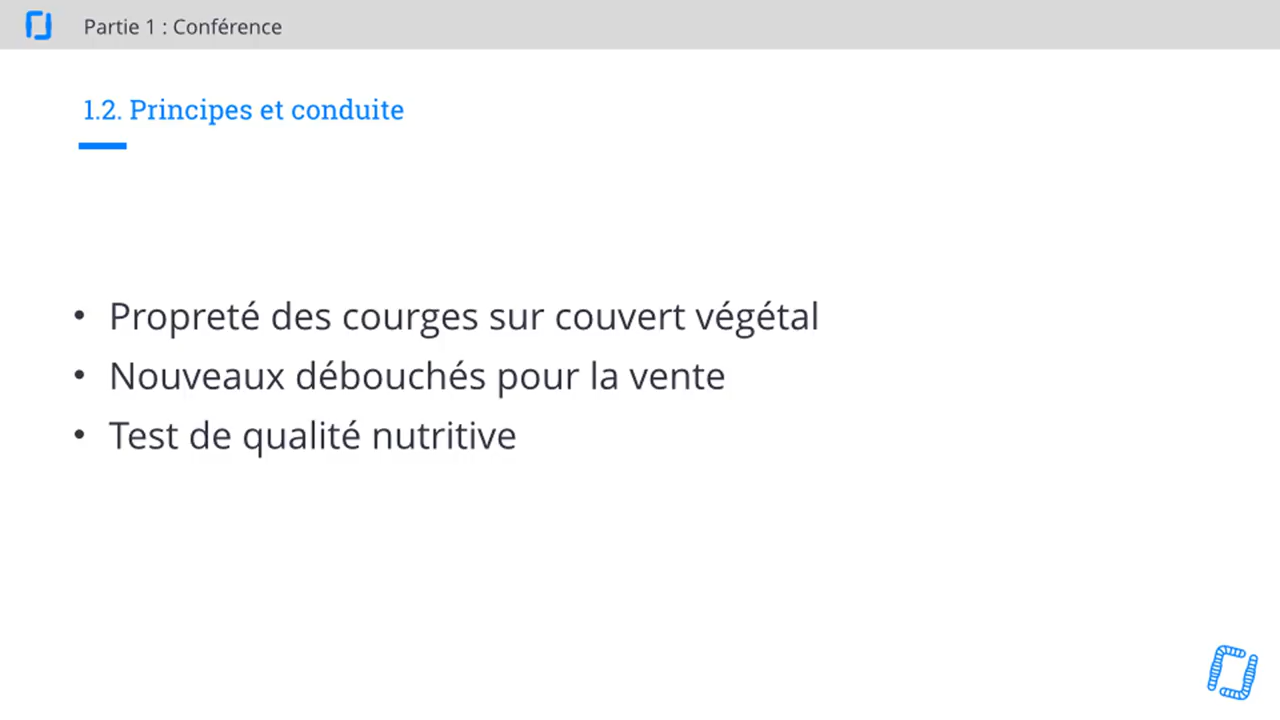 Partie 1 : Conférence
1.2. Principes et conduite
• Propreté des courges sur couvert végétal
• Nouveaux débouchés pour la vente
• Test de qualité nutritive